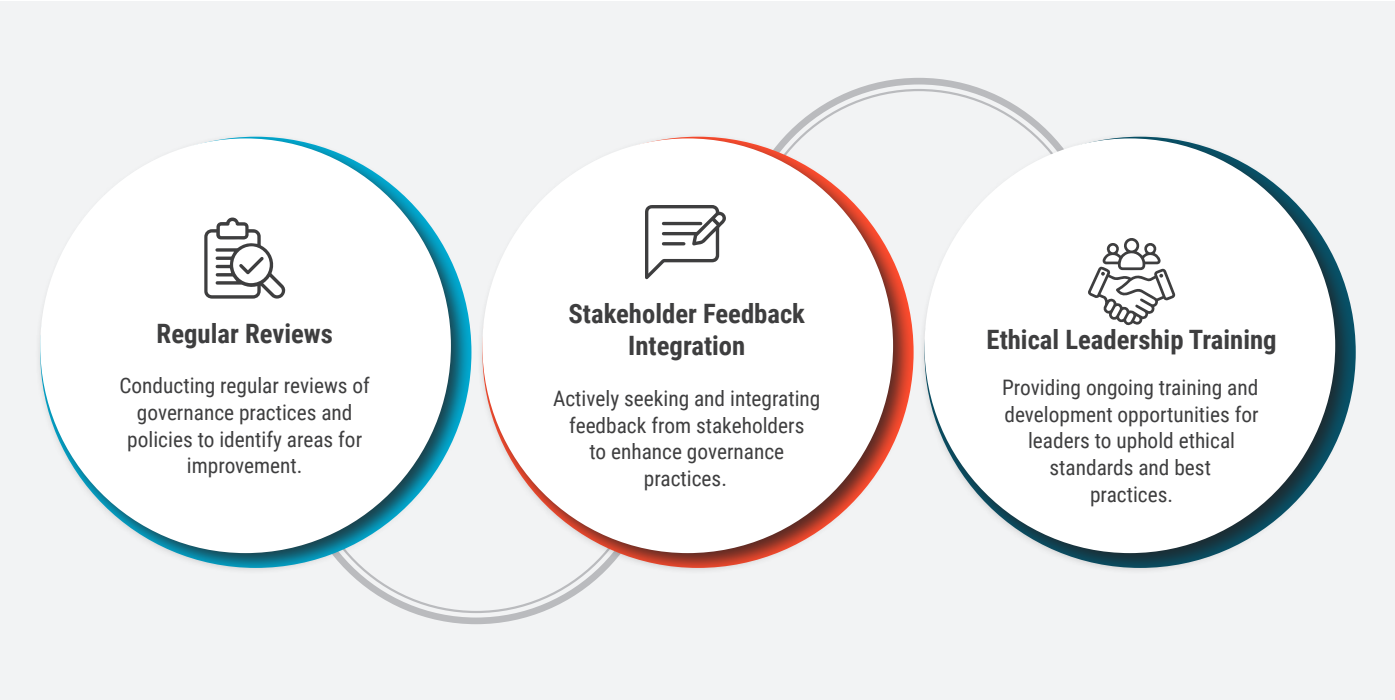 Regular Reviews
Conducting regular reviews of
governance practices and
policies to identify areas for
improvement.
Stakeholder Feedback
Integration
Actively seeking and integrating
feedback from stakeholders
to enhance governance
practices.
Ethical Leadership Training
Providing ongoing training and
development opportunities for
leaders to uphold ethical
standards and best
practices.